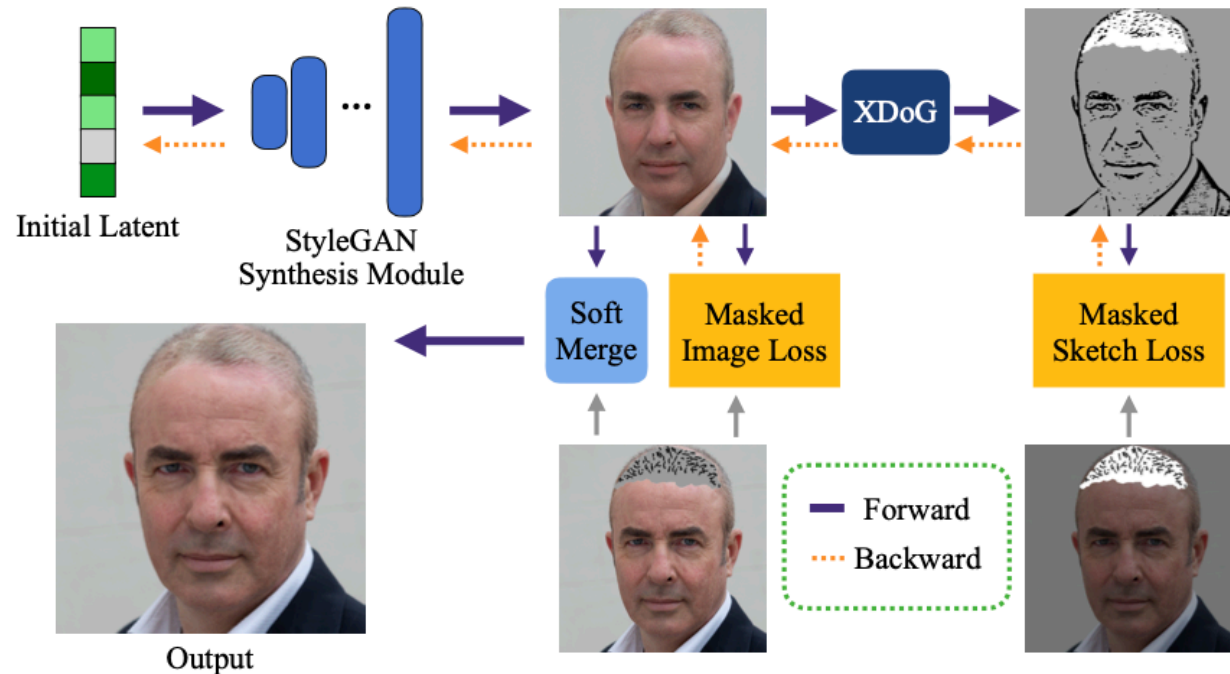 XDoG
Initial Latent
StyleGAN
Synthesis Module
Soft
Merge
Masked
Image Loss
Masked
Sketch Loss
Forward
Backward
Output